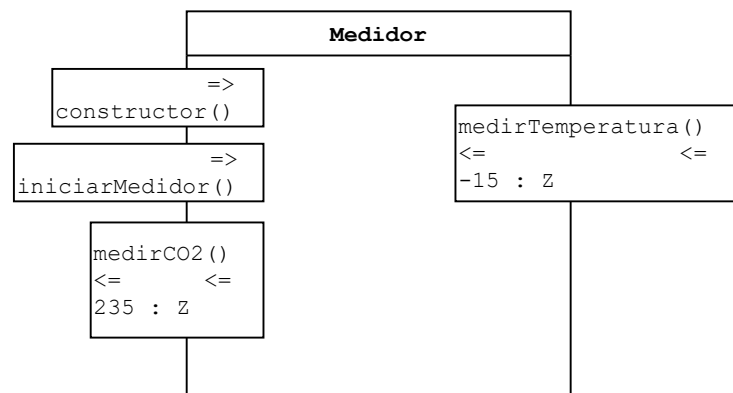 Medidor
=>
constructor()
=>
iniciarMedidor()
medirCO2()
<= <=
235 : Z
medirTemperatura()
<= <=
-15 : Z